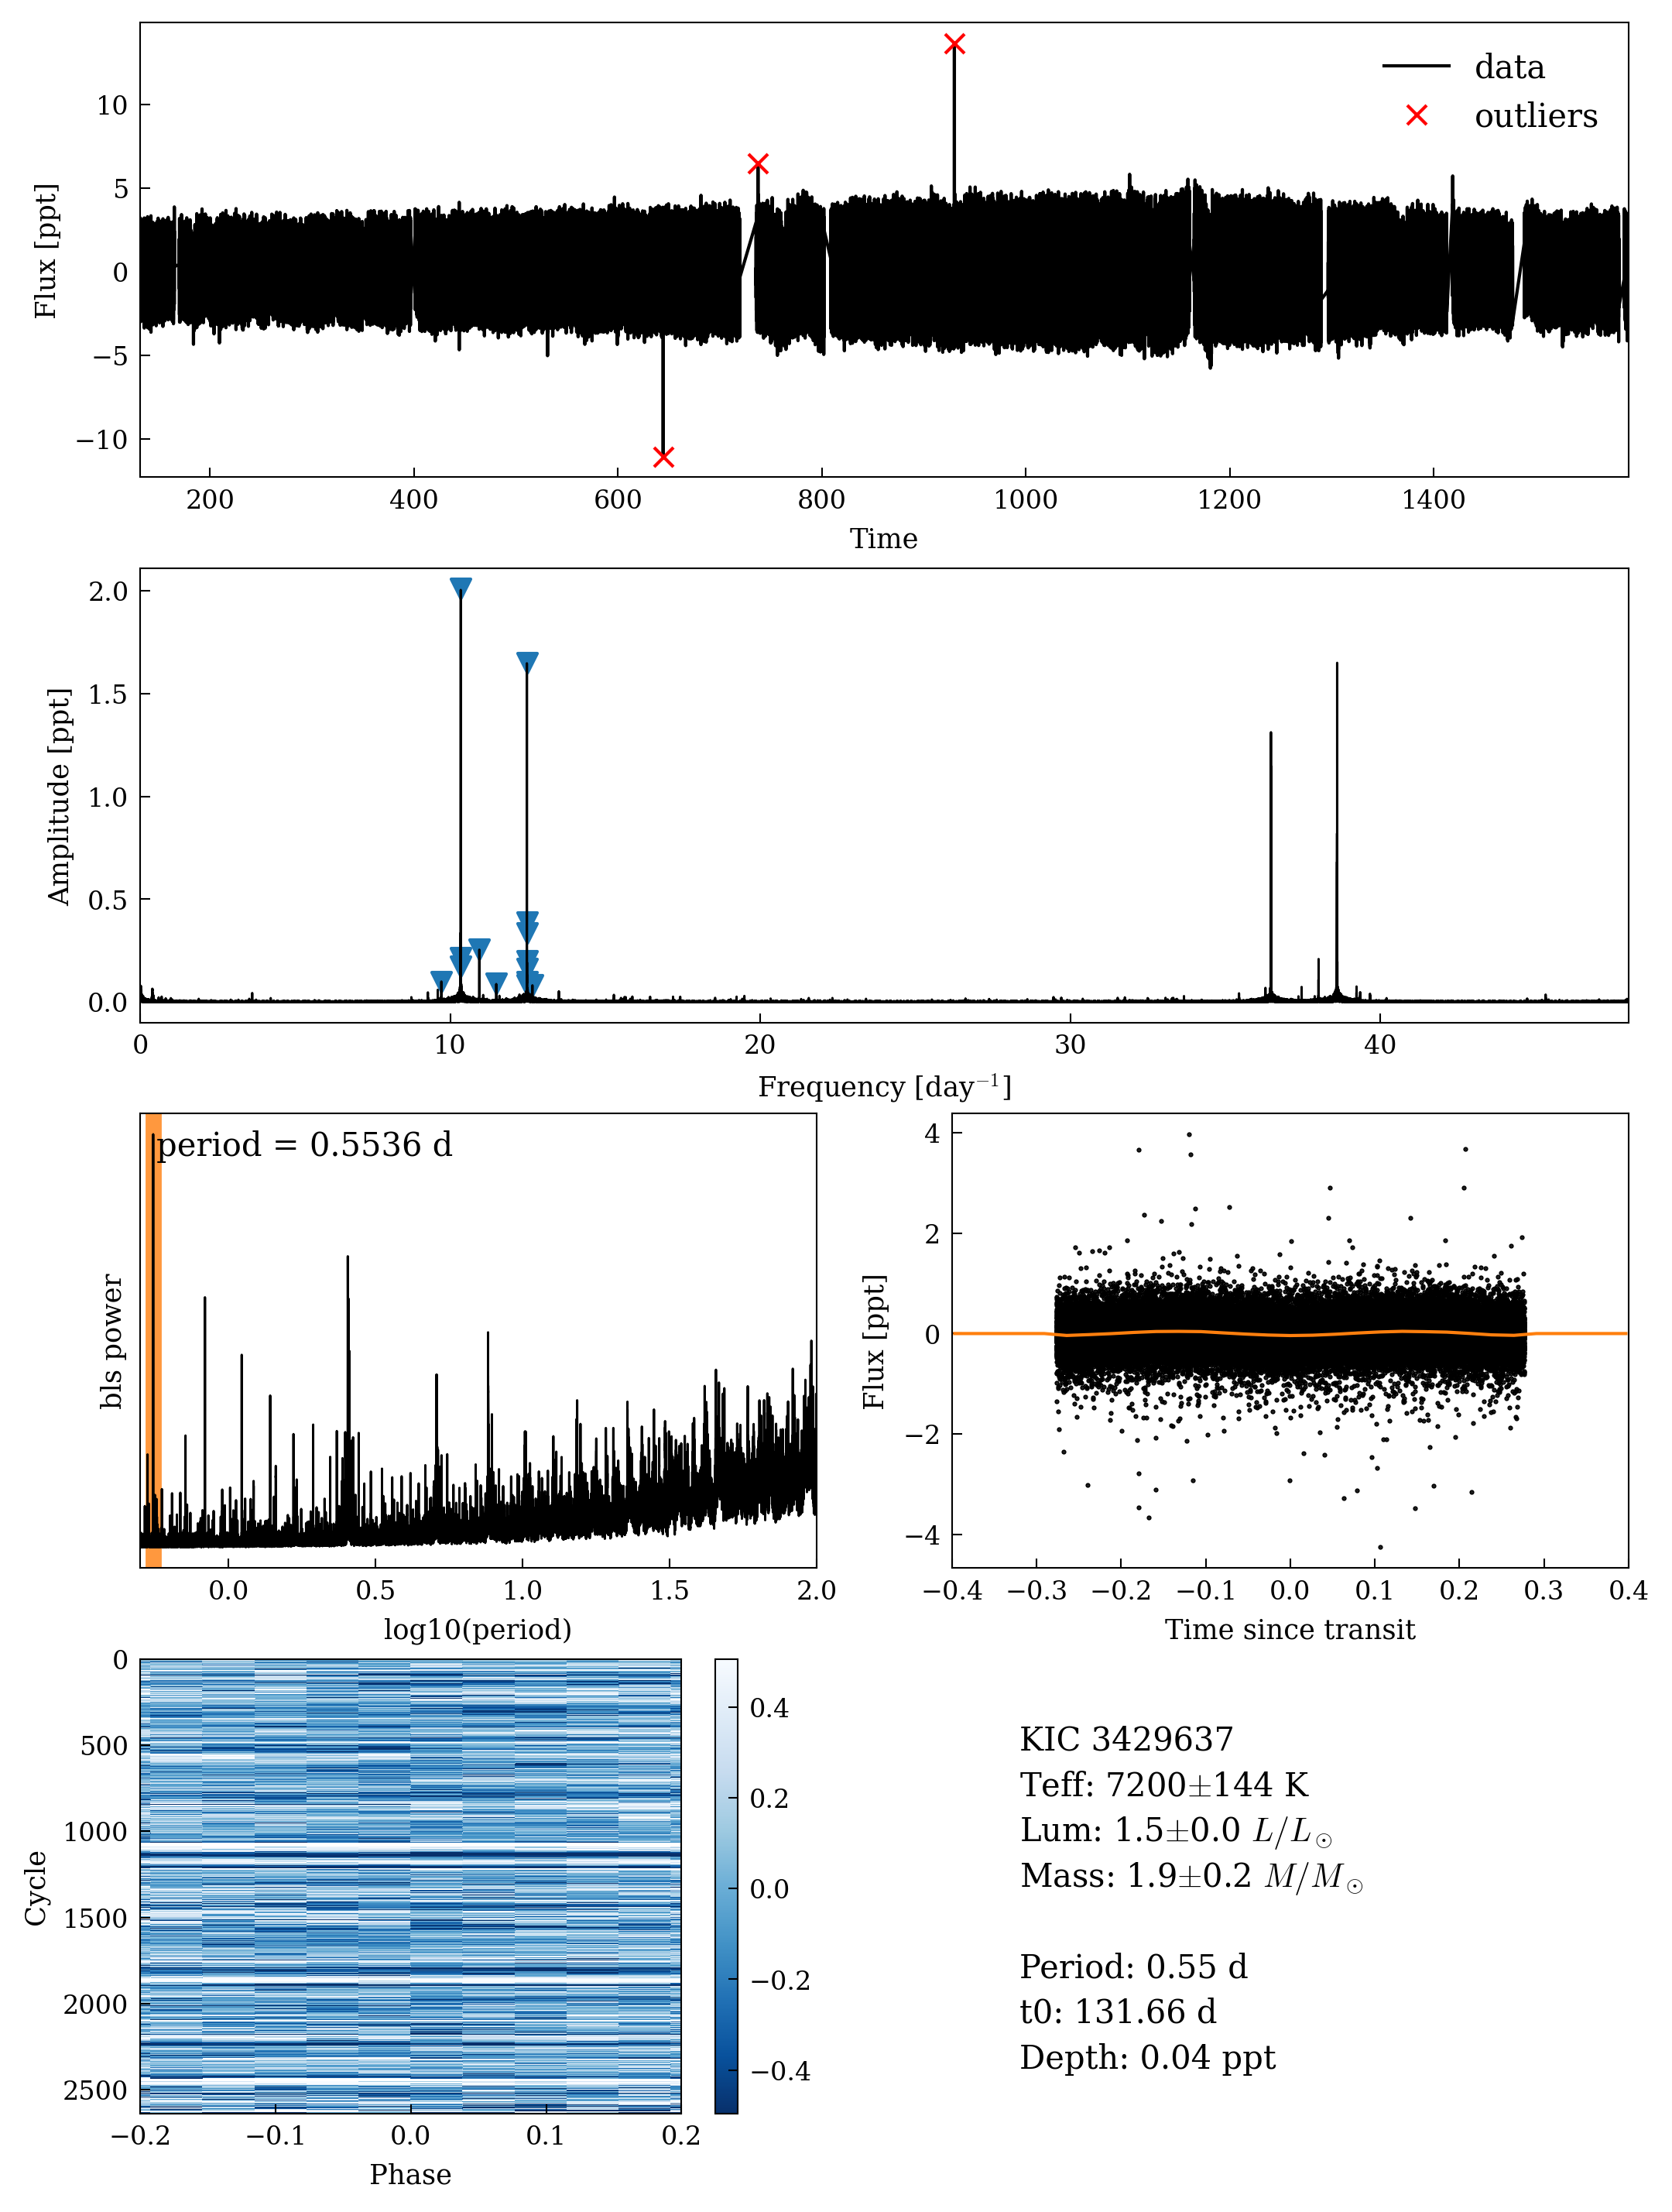 data
outliers
10
5
0
−5
−10
Flux [ppt]
200 400 600 800 1000 1200 1400
Time
2.0
1.5
1.0
0.5
0.0
Amplitude [ppt]
0 10 20 30 40
Frequency [day⁻¹]
period = 0.5536 d
bls power
0.0 0.5 1.0 1.5 2.0
log10(period)
4
2
0
−2
−4
Flux [ppt]
−0.4 −0.3 −0.2 −0.1 0.0 0.1 0.2 0.3 0.4
Time since transit
0
500
1000
1500
2000
2500
Cycle
−0.2 −0.1 0.0 0.1 0.2
Phase
0.4
0.2
0.0
−0.2
−0.4
KIC 3429637
Teff: 7200±144 K
Lum: 1.5±0.0 L/L⊙
Mass: 1.9±0.2 M/M⊙
Period: 0.55 d
t0: 131.66 d
Depth: 0.04 ppt